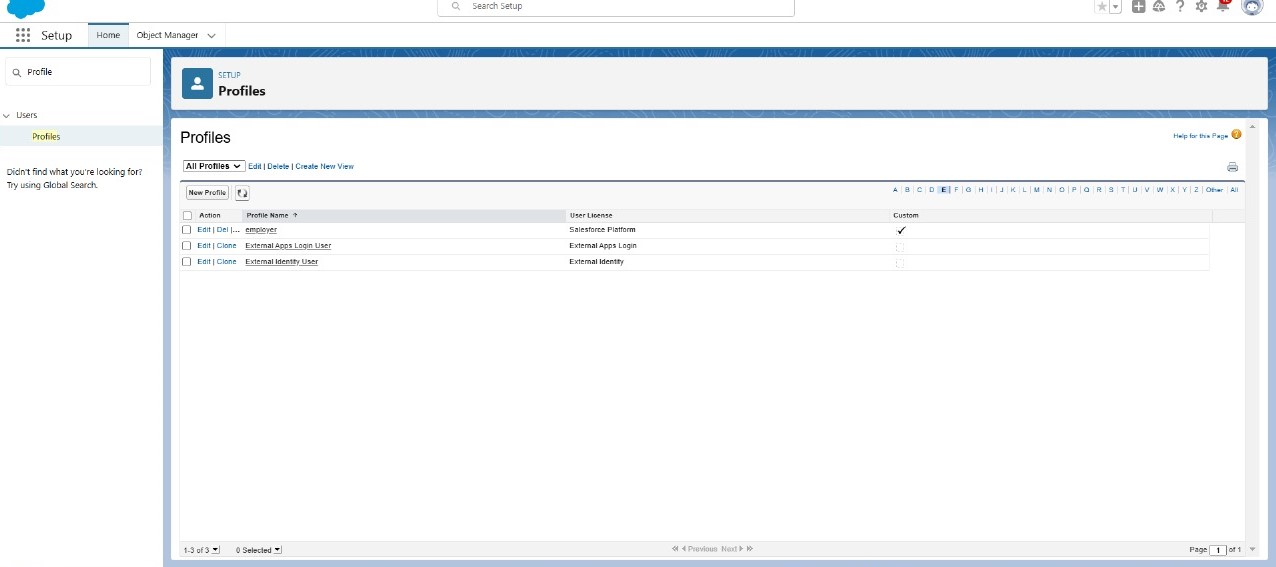 Search Setup
Setup
Home
Object Manager
Profile
Users
Profiles
Didn't find what you're looking for?
Try using Global Search.
SETUP
Profiles
Profiles
Help for this Page
All Profiles Edit | Delete | Create New View
New Profile
A | B | C | D | E | F | G | H | I | J | K | L | M | N | O | P | Q | R | S | T | U | V | W | X | Y | Z | Other | All
Action Profile Name ↑ User License Custom
Edit | Del |... employer Salesforce Platform ✓
Edit | Clone External Apps Login User External Apps Login
Edit | Clone External Identity User External Identity
1-3 of 3 0 Selected Previous Next Page 1 of 1